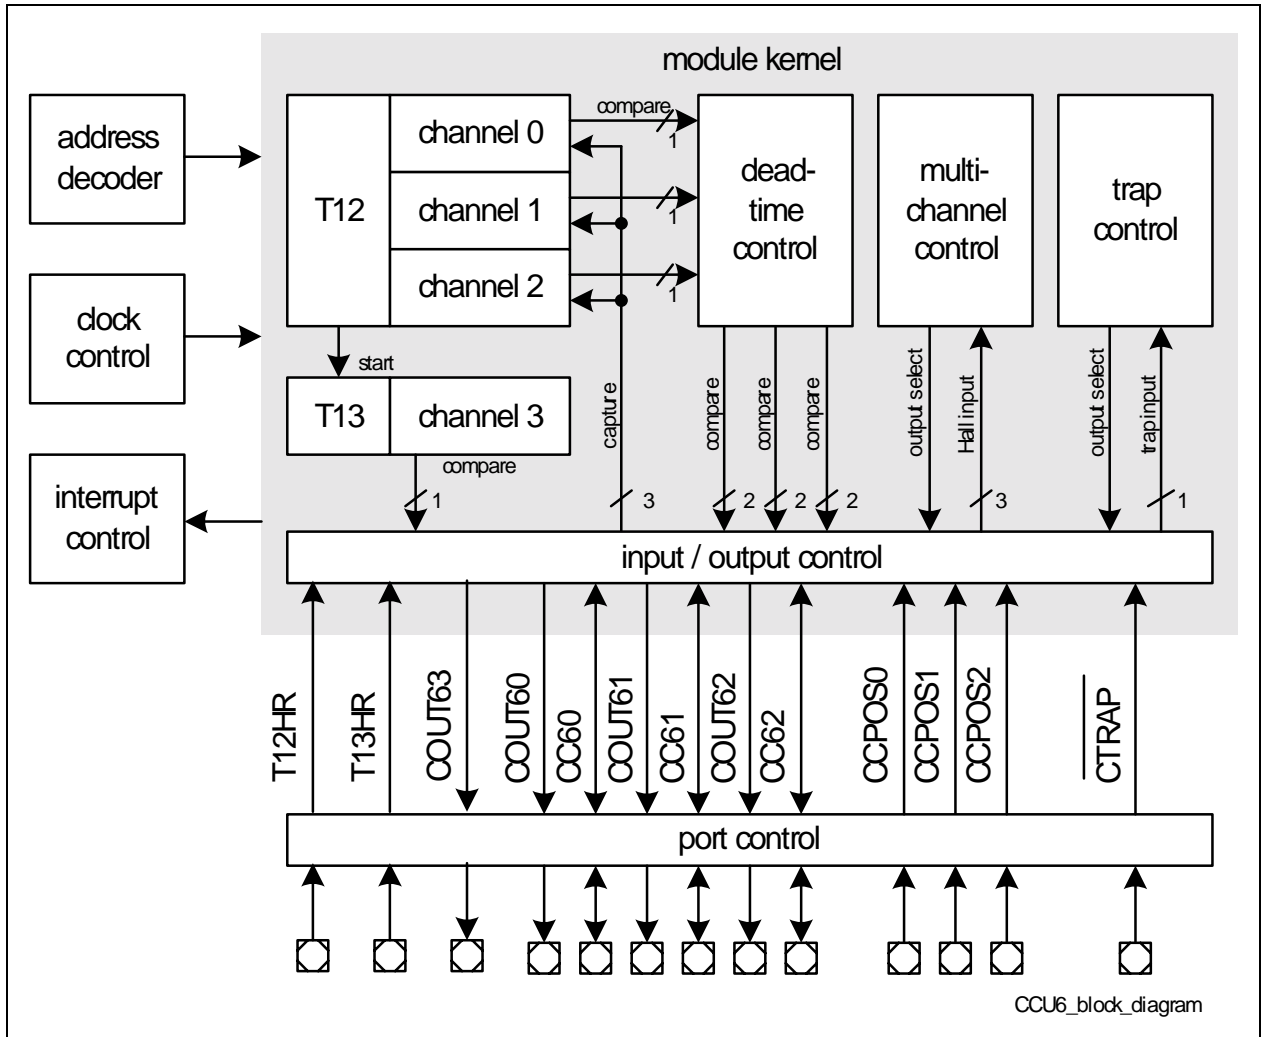 module kernel
address
decoder
clock
control
interrupt
control
T12
channel 0
channel 1
channel 2
compare
1
1
1
dead-
time
control
multi-
channel
control
trap
control
start
T13
channel 3
compare
1
capture
3
compare
2
compare
2
compare
2
output select
Hall input
3
output select
trap input
1
input / output control
T12HR
T13HR
COUT63
COUT60
CC60
COUT61
CC61
COUT62
CC62
CCPOS0
CCPOS1
CCPOS2
CTRAP
port control
CCU6_block_diagram